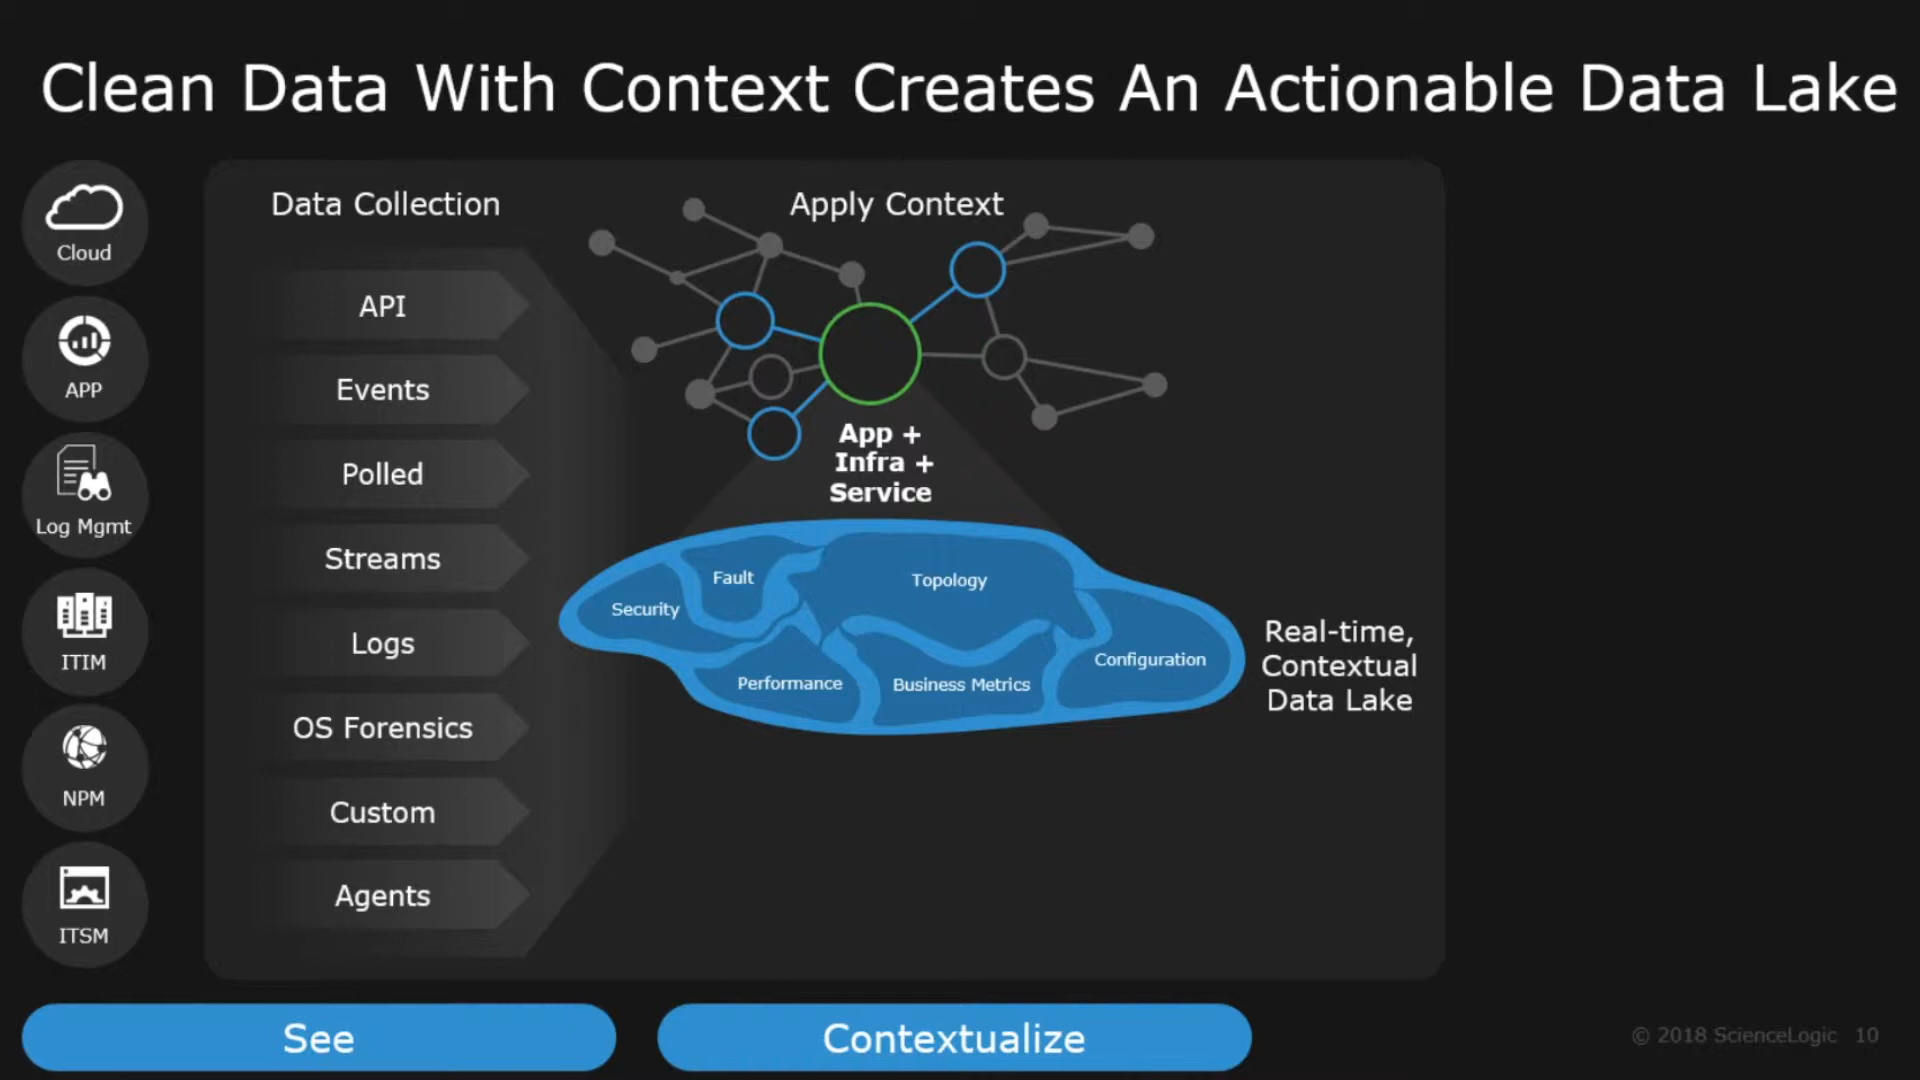 Clean Data With Context Creates An Actionable Data Lake
Cloud
APP
Log Mgmt
ITIM
NPM
ITSM
Data Collection
API
Events
Polled
Streams
Logs
OS Forensics
Custom
Agents
Apply Context
App +
Infra +
Service
Security
Fault
Topology
Performance
Business Metrics
Configuration
Real-time,
Contextual
Data Lake
See
Contextualize
© 2018 ScienceLogic 10